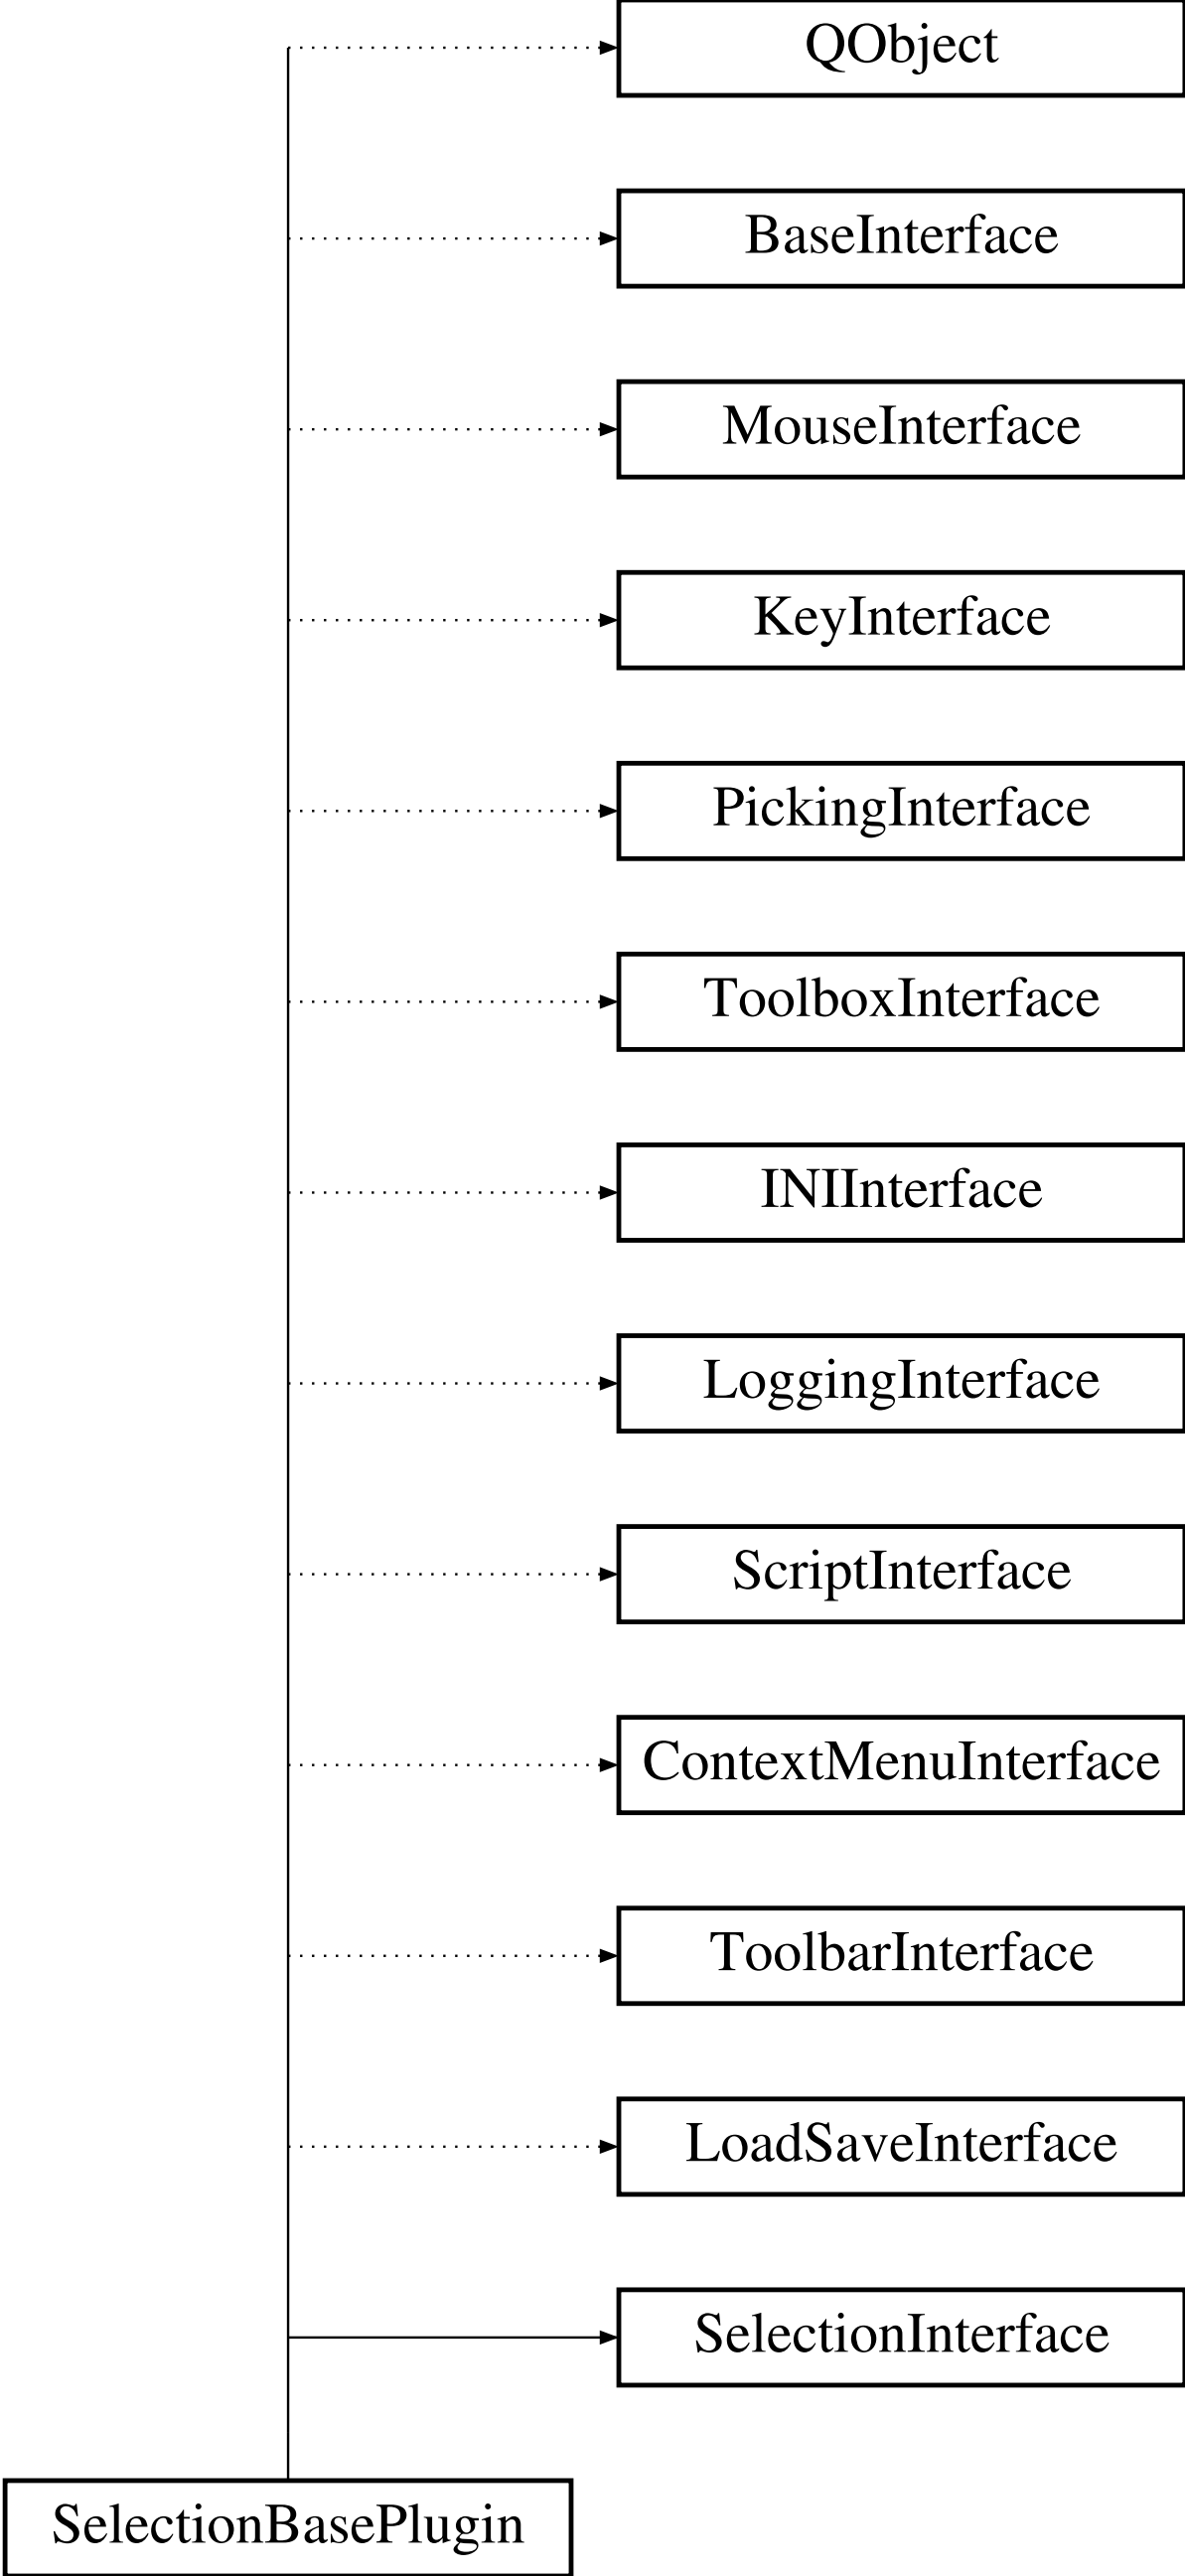 QObject
BaseInterface
MouseInterface
KeyInterface
PickingInterface
ToolboxInterface
INIInterface
LoggingInterface
ScriptInterface
ContextMenuInterface
ToolbarInterface
LoadSaveInterface
SelectionInterface
SelectionBasePlugin